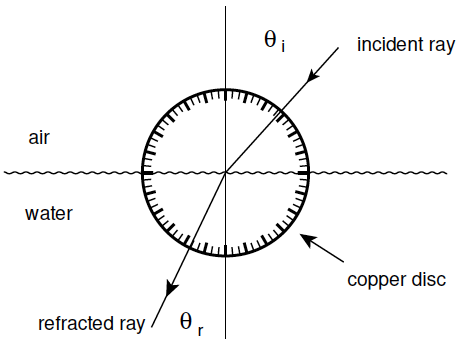 θi
incident ray
air
water
copper disc
refracted ray
θr